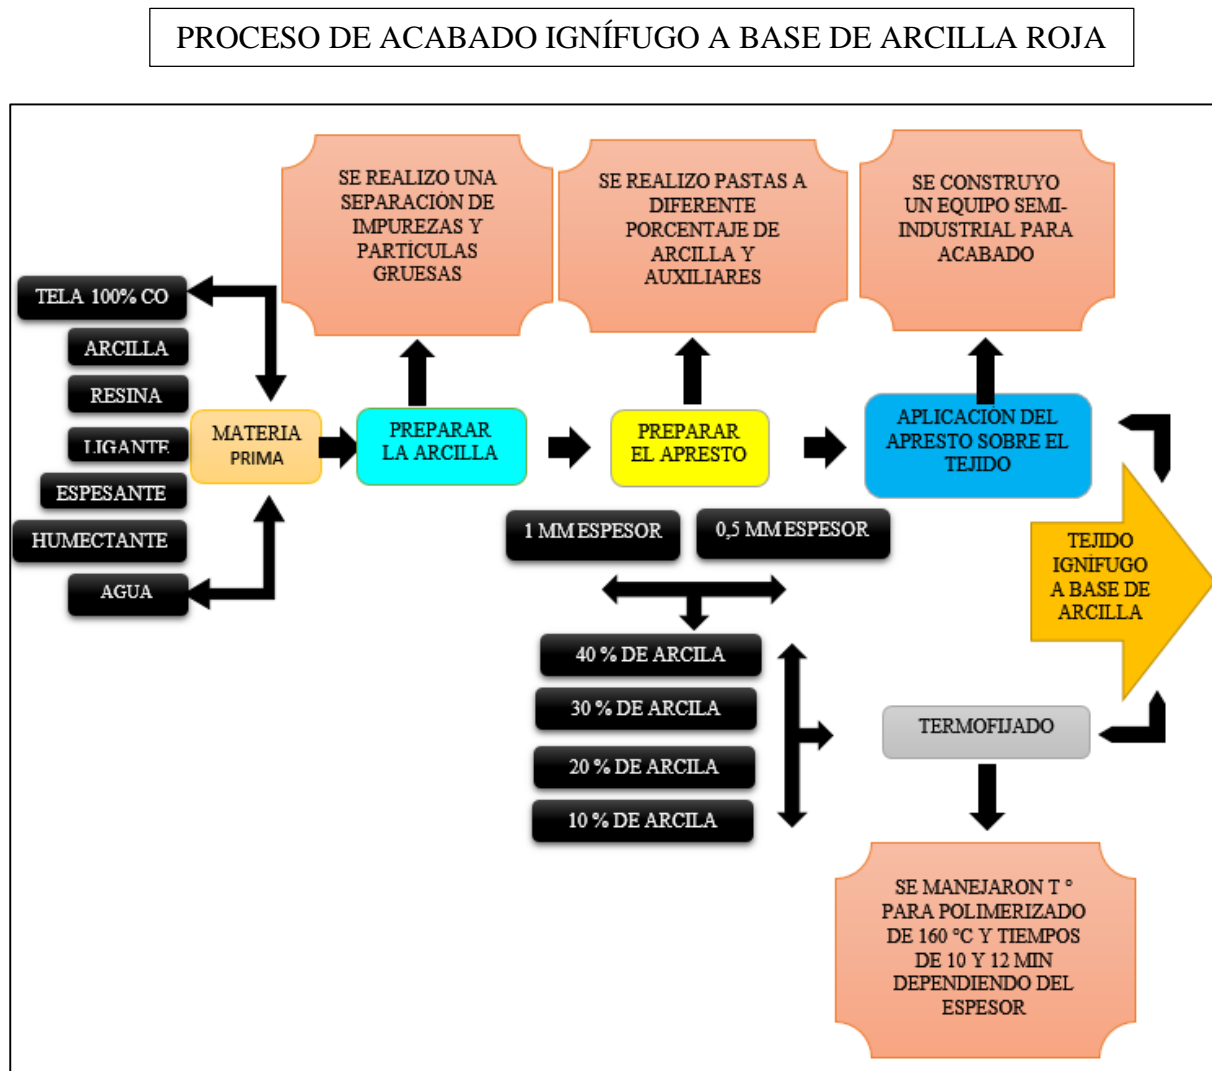 PROCESO DE ACABADO IGNÍFUGO A BASE DE ARCILLA ROJA
SE REALIZO UNA
SEPARACIÓN DE
IMPUREZAS Y
PARTÍCULAS
GRUESAS
SE REALIZO PASTAS A
DIFERENTE
PORCENTAJE DE
ARCILLA Y
AUXILIARES
SE CONSTRUYO
UN EQUIPO SEMI-
INDUSTRIAL PARA
ACABADO
TELA 100% CO
ARCILLA
RESINA
LIGANTE
ESPESANTE
HUMECTANTE
AGUA
MATERIA
PRIMA
PREPARAR
LA ARCILLA
PREPARAR
EL APRESTO
APLICACIÓN DEL
APRESTO SOBRE EL
TEJIDO
1 MM ESPESOR
0,5 MM ESPESOR
40 % DE ARCILA
30 % DE ARCILA
20 % DE ARCILA
10 % DE ARCILA
TEJIDO
IGNÍFUGO
A BASE DE
ARCILLA
TERMOFIJADO
SE MANEJARON T °
PARA POLIMERIZADO
DE 160 °C Y TIEMPOS
DE 10 Y 12 MIN
DEPENDIENDO DEL
ESPESOR